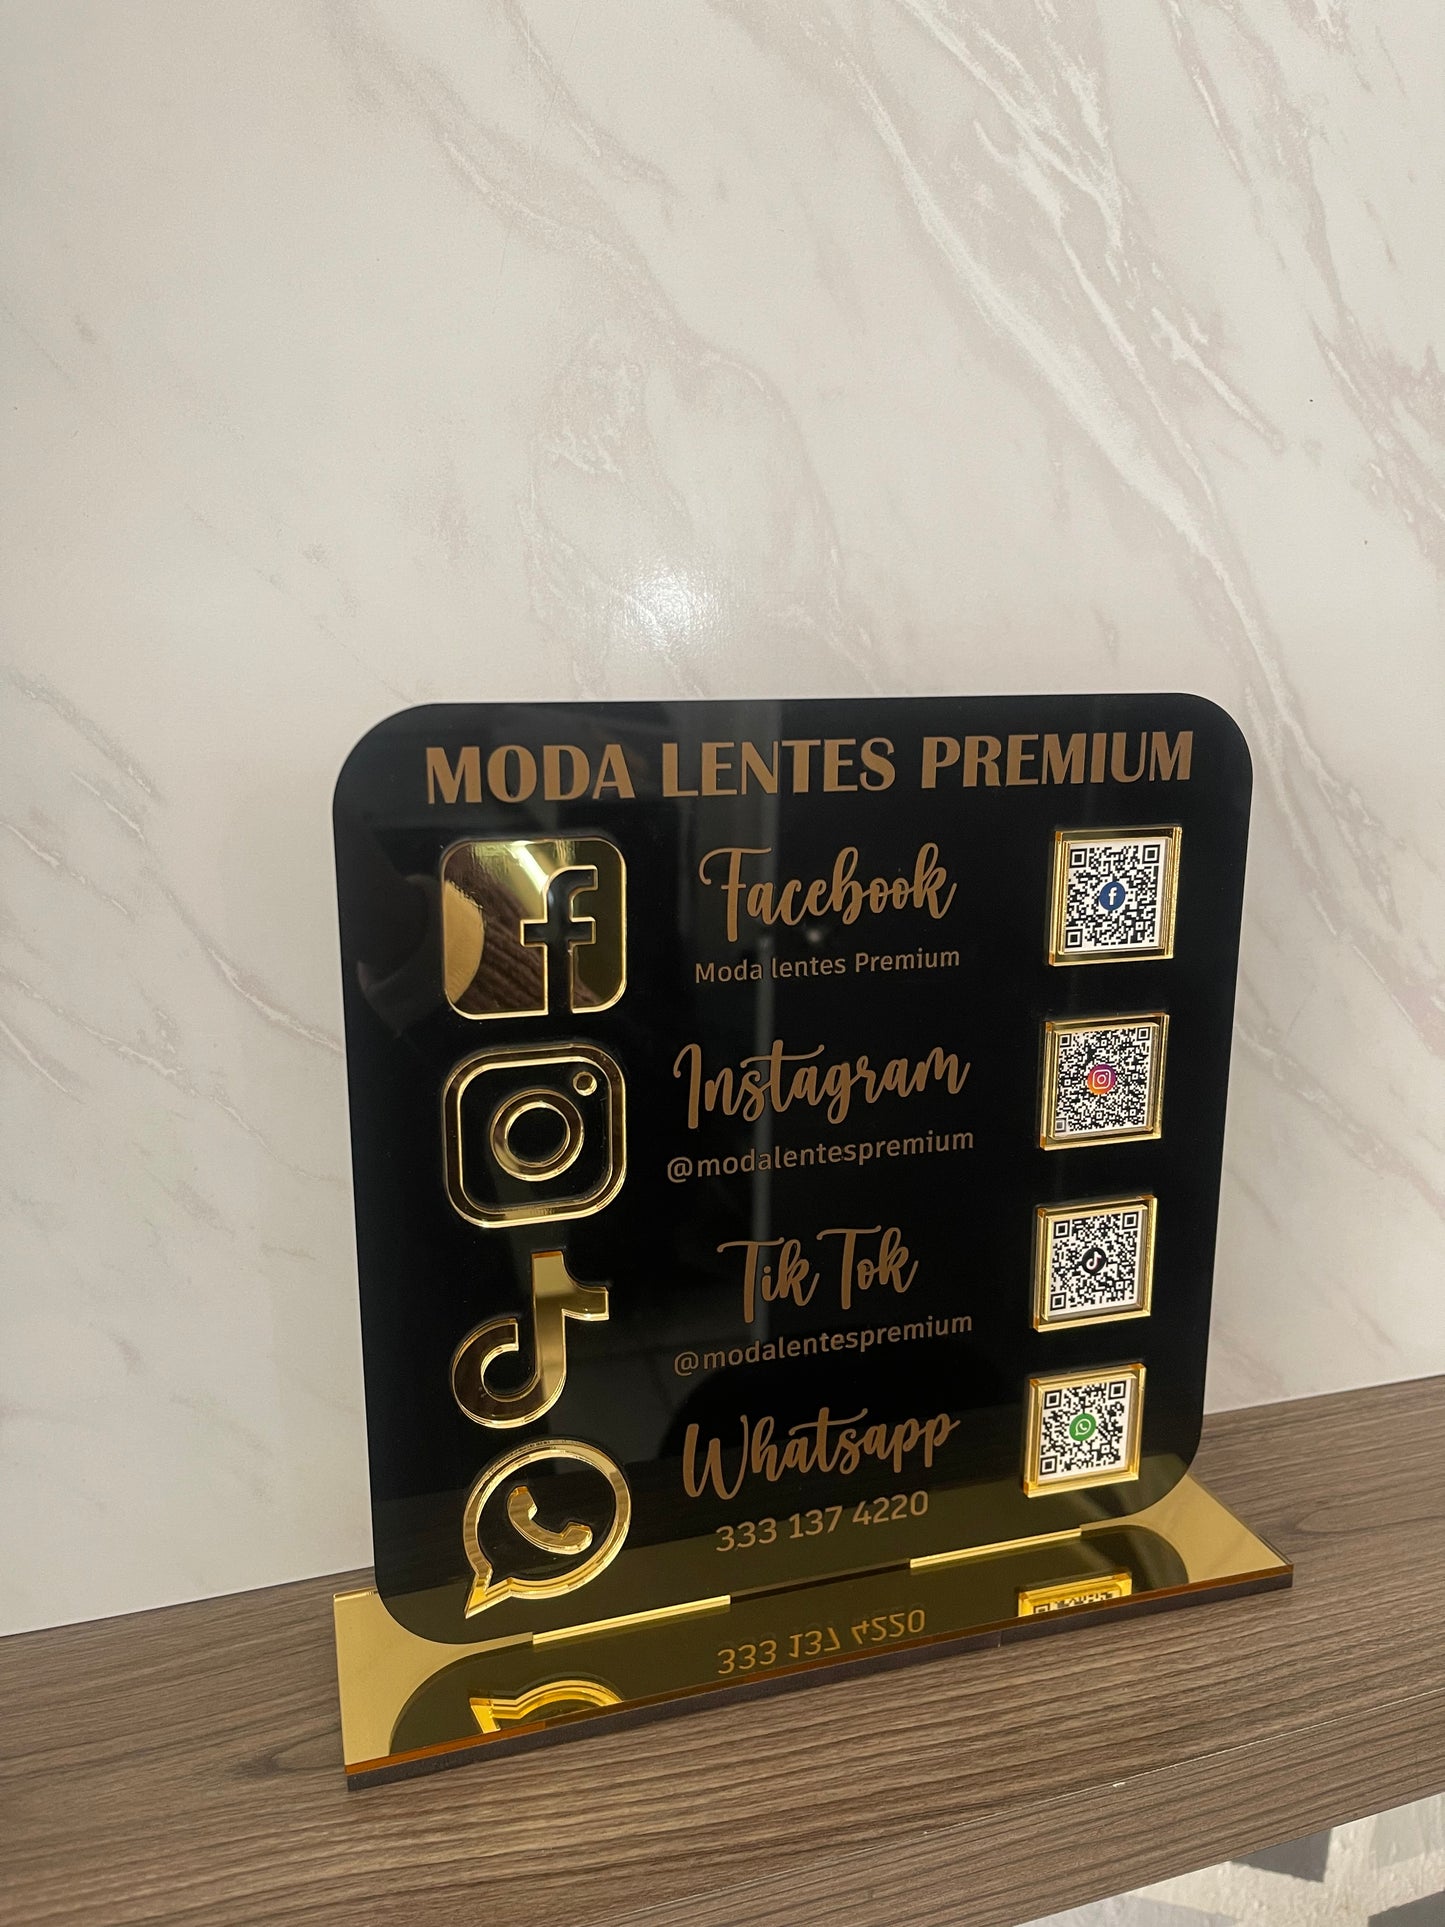 MODA LENTES PREMIUM
Facebook
Moda lentes Premium
Instagram
@modalentespremium
Tik Tok
@modalentespremium
Whatsapp
333 137 4220